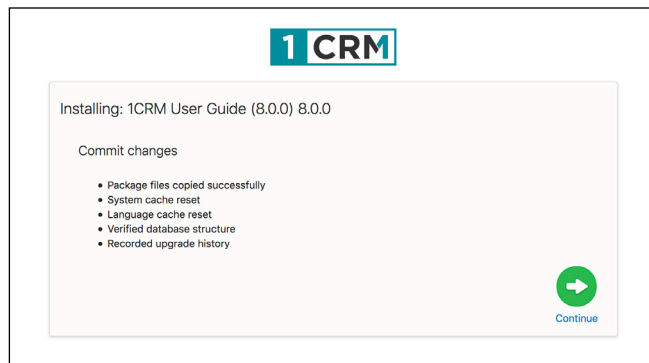 1 CRM
Installing: 1CRM User Guide (8.0.0) 8.0.0
Commit changes
• Package files copied successfully
• System cache reset
• Language cache reset
• Verified database structure
• Recorded upgrade history
Continue